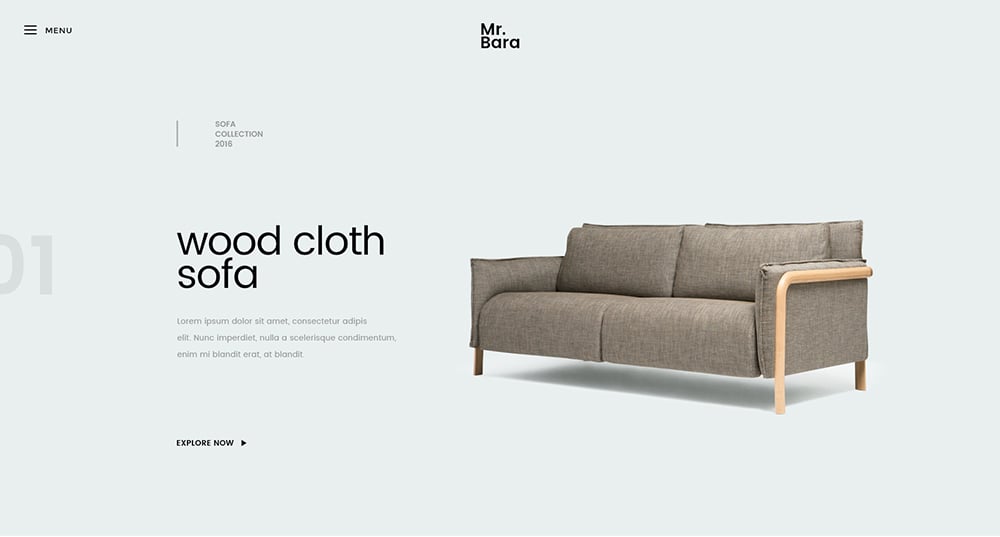 MENU
Mr.
Bara
SOFA
COLLECTION
2016
01
wood cloth
sofa
Lorem ipsum dolor sit amet, consectetur adipis
elit. Nunc imperdiet, nulla a scelerisque condimentum,
enim mi blandit erat, at blandit.
EXPLORE NOW